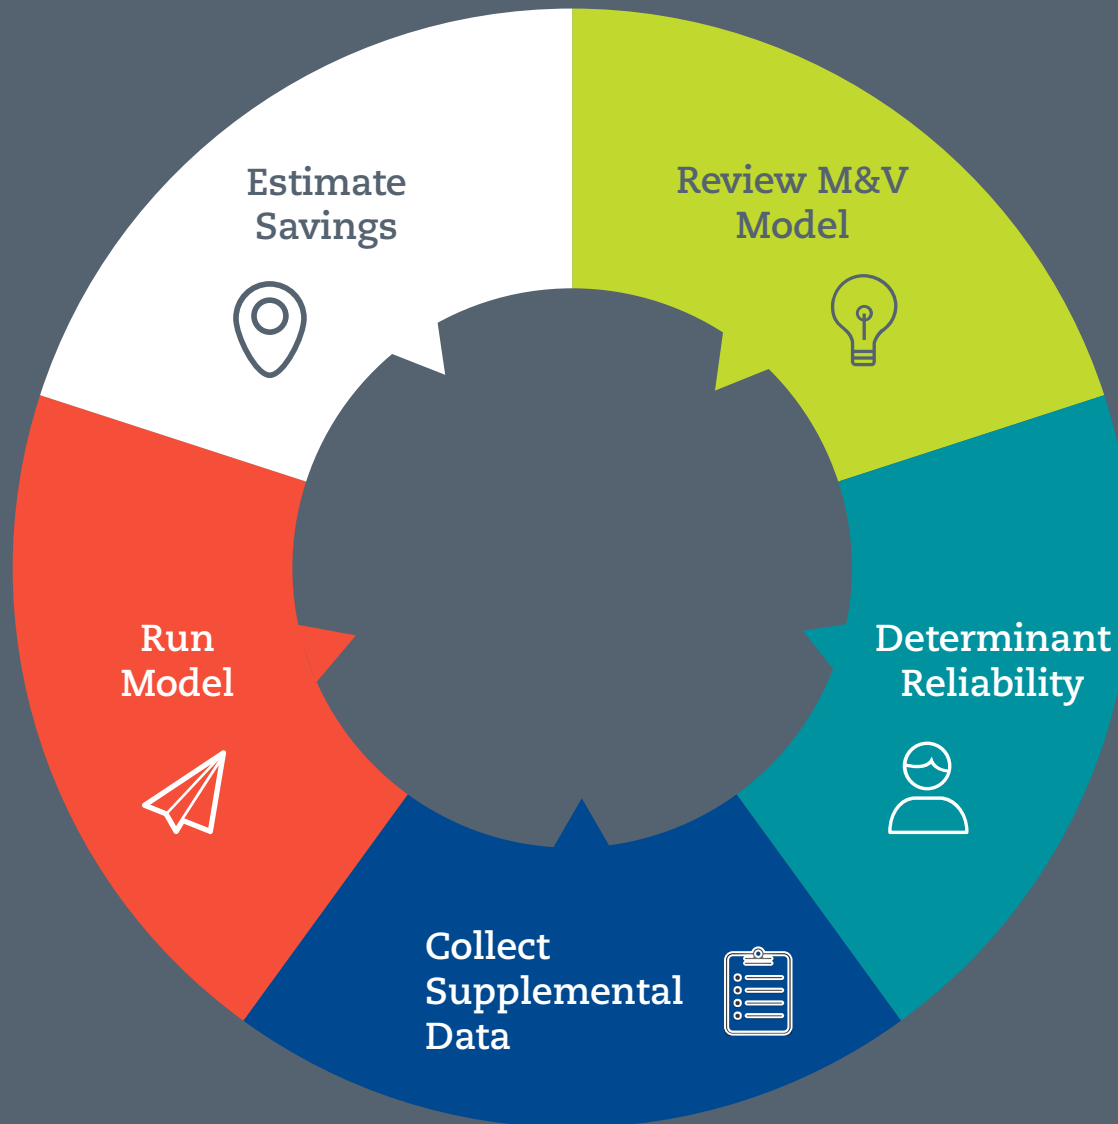 Estimate
Savings
Review M&V
Model
Determinant
Reliability
Collect
Supplemental
Data
Run
Model